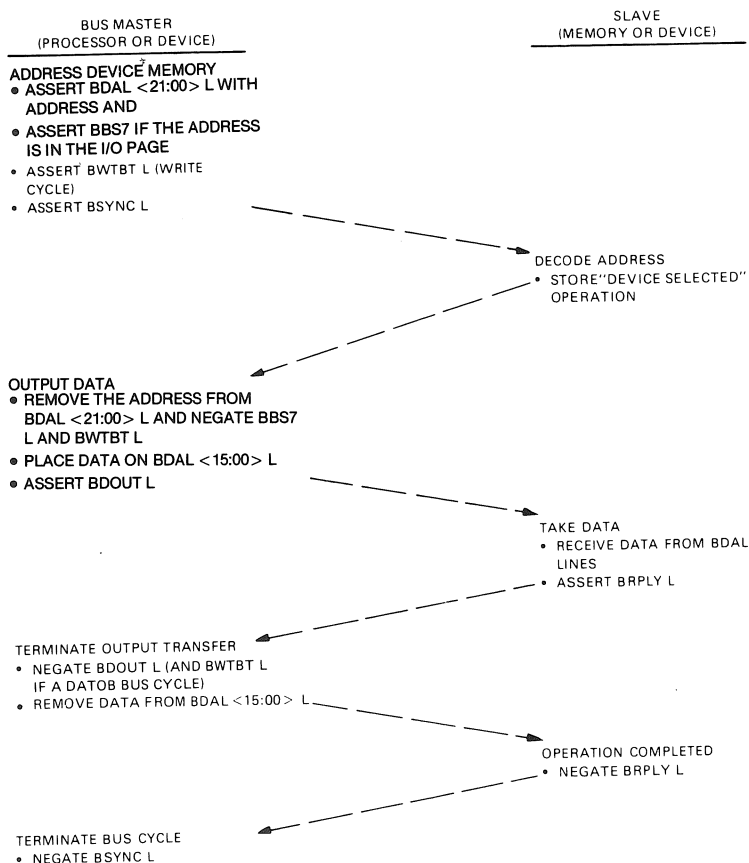 BUS MASTER
(PROCESSOR OR DEVICE)
SLAVE
(MEMORY OR DEVICE)
ADDRESS DEVICE MEMORY
• ASSERT BDAL <21:00> L WITH
ADDRESS AND
• ASSERT BBS7 IF THE ADDRESS
IS IN THE I/O PAGE
• ASSERT BWTBT L (WRITE
CYCLE)
• ASSERT BSYNC L
DECODE ADDRESS
• STORE "DEVICE SELECTED"
OPERATION
OUTPUT DATA
• REMOVE THE ADDRESS FROM
BDAL <21:00> L AND NEGATE BBS7
L AND BWTBT L
• PLACE DATA ON BDAL <15:00> L
• ASSERT BDOUT L
TAKE DATA
• RECEIVE DATA FROM BDAL
LINES
• ASSERT BRPLY L
TERMINATE OUTPUT TRANSFER
• NEGATE BDOUT L (AND BWTBT L
IF A DATOB BUS CYCLE)
• REMOVE DATA FROM BDAL <15:00> L
OPERATION COMPLETED
• NEGATE BRPLY L
TERMINATE BUS CYCLE
• NEGATE BSYNC L